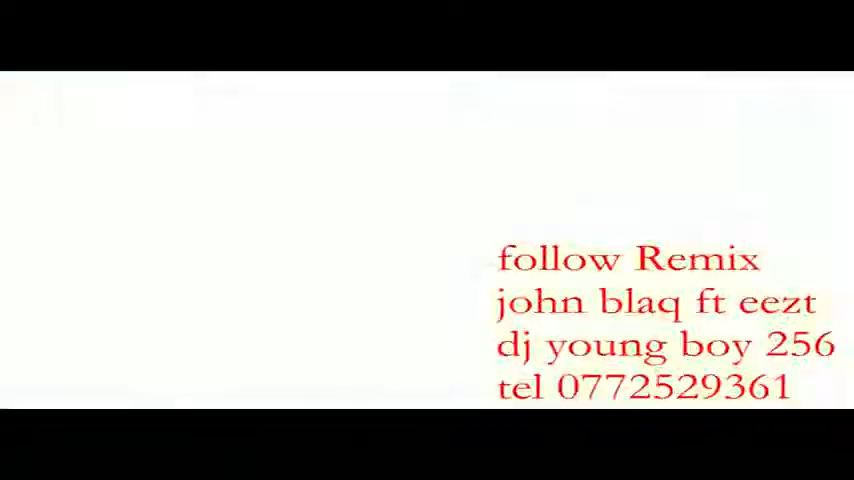 follow Remix
john blaq ft eezt
dj young boy 256
tel 0772529361